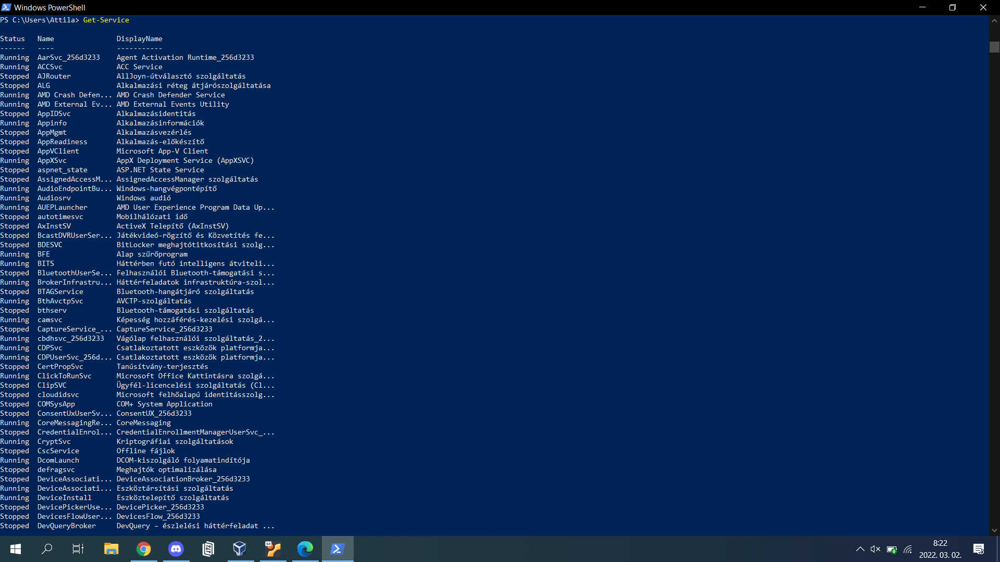 Windows PowerShell
PS C:\Users\Attila> Get-Service
Status   Name               DisplayName
------   ----               -----------
Running  AarSvc_256d3233    Agent Activation Runtime_256d3233
Running  ACCSvc             ACC Service
Stopped  AJRouter           AllJoyn-útválasztó szolgáltatás
Stopped  ALG                Alkalmazási réteg átjárószolgáltatása
Running  AMD Crash Defen... AMD Crash Defender Service
Running  AMD External Ev... AMD External Events Utility
Stopped  AppIDSvc           Alkalmazásidentitás
Running  Appinfo            Alkalmazásinformációk
Stopped  AppMgmt            Alkalmazásvezérlés
Stopped  AppReadiness       Alkalmazás-előkészítő
Stopped  AppVClient         Microsoft App-V Client
Running  AppXSvc            AppX Deployment Service (AppXSVC)
Stopped  aspnet_state       ASP.NET State Service
Stopped  AssignedAccessM... AssignedAccessManager szolgáltatás
Running  AudioEndpointBu... Windows-hangvégpontépítő
Running  Audiosrv           Windows audió
Running  AUEPLauncher       AMD User Experience Program Data Up...
Stopped  autotimesvc        Mobilhálózati idő
Stopped  AxInstSV           ActiveX Telepítő (AxInstSV)
Stopped  BcastDVRUserSer... Játékvideó-rögzítő és Közvetítés fe...
Stopped  BDESVC             BitLocker meghajtótitkosítási szolg...
Running  BFE                Alap szűrőprogram
Running  BITS               Háttérben futó intelligens átviteli...
Stopped  BluetoothUserSe... Felhasználói Bluetooth-támogatási s...
Running  BrokerInfrastru... Háttérfeladatok infrastruktúra-szol...
Stopped  BTAGService        Bluetooth-hangátjáró szolgáltatás
Running  BthAvctpSvc        AVCTP-szolgáltatás
Stopped  bthserv            Bluetooth-támogatási szolgáltatás
Running  camsvc             Képesség hozzáférés-kezelési szolgá...
Stopped  CaptureService_... CaptureService_256d3233
Running  cbdhsvc_256d3233   Vágólap felhasználói szolgáltatás_2...
Running  CDPSvc             Csatlakoztatott eszközök platformja...
Running  CDPUserSvc_256d... Csatlakoztatott eszközök platformja...
Stopped  CertPropSvc        Tanúsítvány-terjesztés
Running  ClickToRunSvc      Microsoft Office Kattintásra szolgá...
Stopped  ClipSVC            Ügyfél-licencelési szolgáltatás (Cl...
Stopped  cloudidsvc         Microsoft felhőalapú identitásszolg...
Stopped  COMSysApp          COM+ System Application
Stopped  ConsentUxUserSv... ConsentUX_256d3233
Running  CoreMessagingRe... CoreMessaging
Stopped  CredentialEnrol... CredentialEnrollmentManagerUserSvc_...
Running  CryptSvc           Kriptográfiai szolgáltatások
Stopped  CscService         Offline fájlok
Running  DcomLaunch         DCOM-kiszolgáló folyamatindítója
Stopped  defragsvc          Meghajtók optimalizálása
Stopped  DeviceAssociati... DeviceAssociationBroker_256d3233
Running  DeviceAssociati... Eszköztársítási szolgáltatás
Running  DeviceInstall      Eszköztelepítő szolgáltatás
Stopped  DevicePickerUse... DevicePicker_256d3233
Stopped  DevicesFlowUser... DevicesFlow_256d3233
Stopped  DevQueryBroker     DevQuery – észlelési háttérfeladat ...
64
8:22
2022. 03. 02.